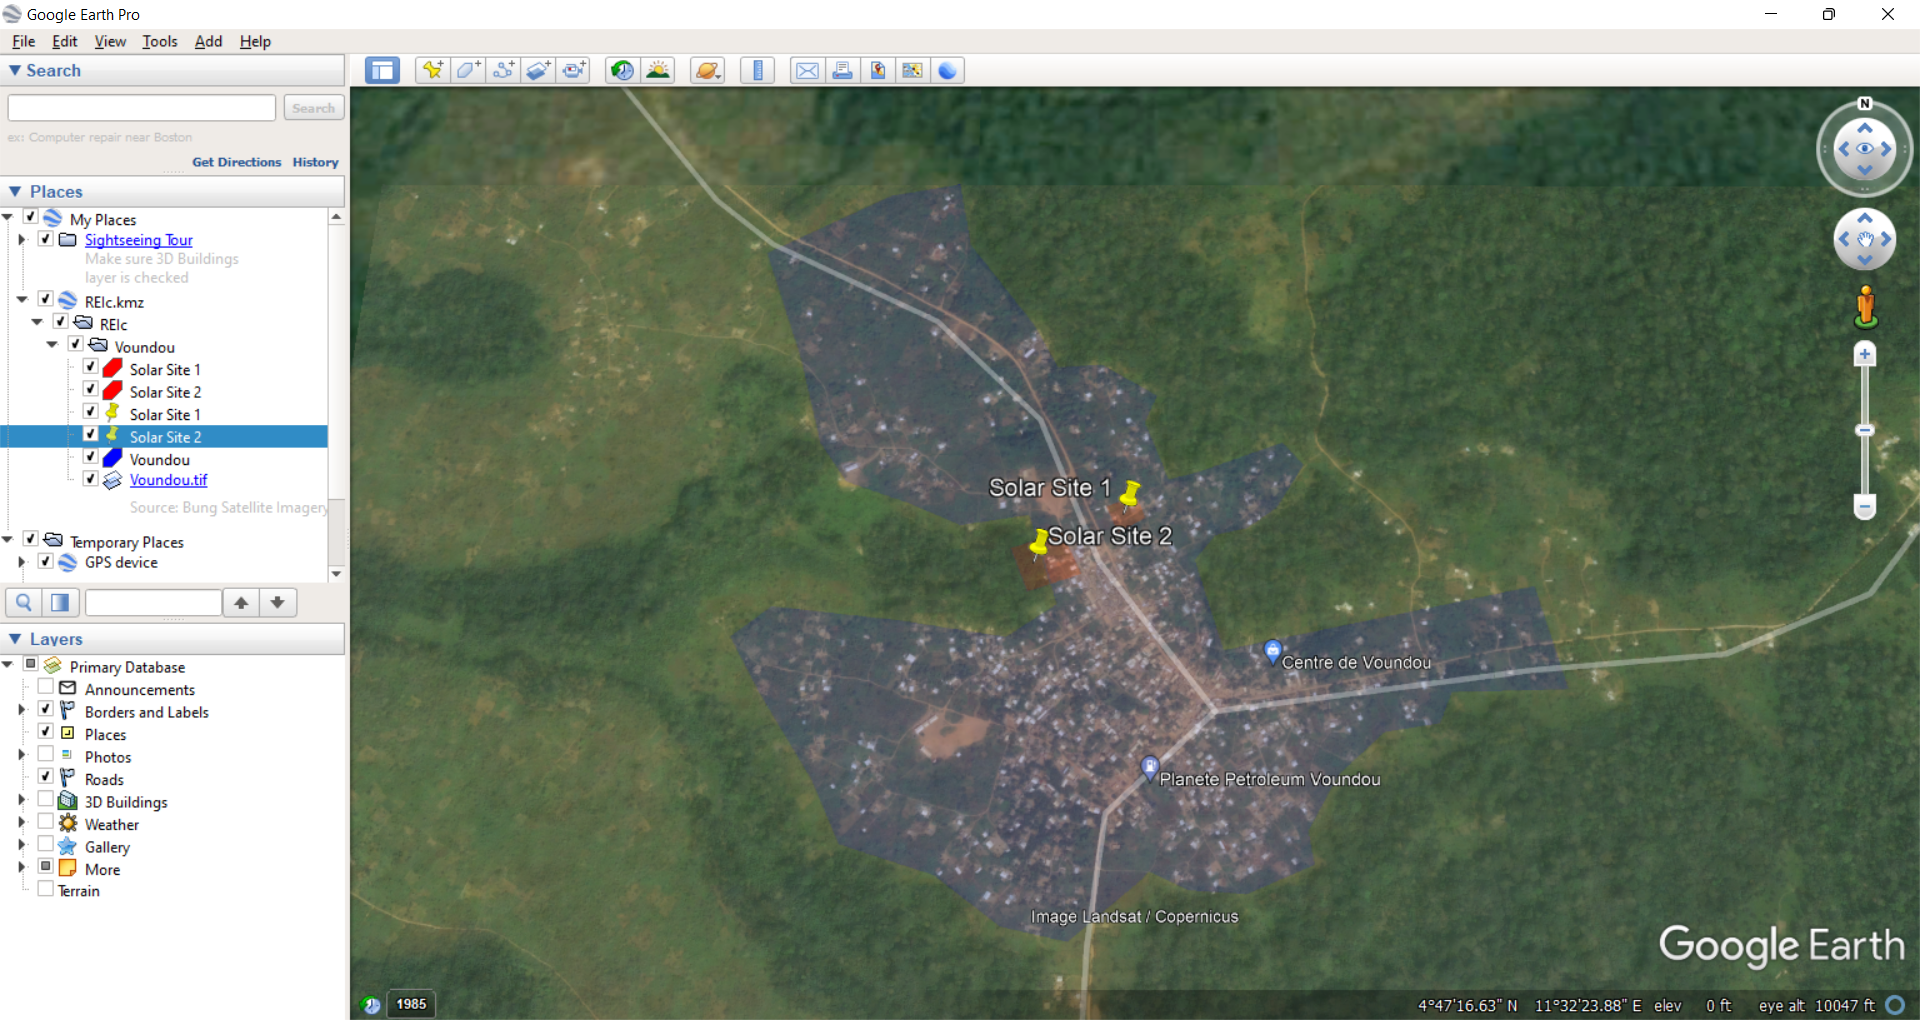 Google Earth Pro
File Edit View Tools Add Help
Search
Search
ex: Computer repair near Boston
Get Directions History
Places
My Places
Sightseeing Tour
Make sure 3D Buildings
layer is checked
REIc.kmz
REIc
Voundou
Solar Site 1
Solar Site 2
Solar Site 1
Solar Site 2
Voundou
Voundou.tif
Source: Bung Satellite Imagery
Temporary Places
GPS device
Layers
Primary Database
Announcements
Borders and Labels
Places
Photos
Roads
3D Buildings
Weather
Gallery
More
Terrain
N
Solar Site 1
Solar Site 2
Centre de Voundou
Planete Petroleum Voundou
Image Landsat / Copernicus
Google Earth
1985
4°47'16.63" N 11°32'23.88" E elev 0 ft eye alt 10047 ft